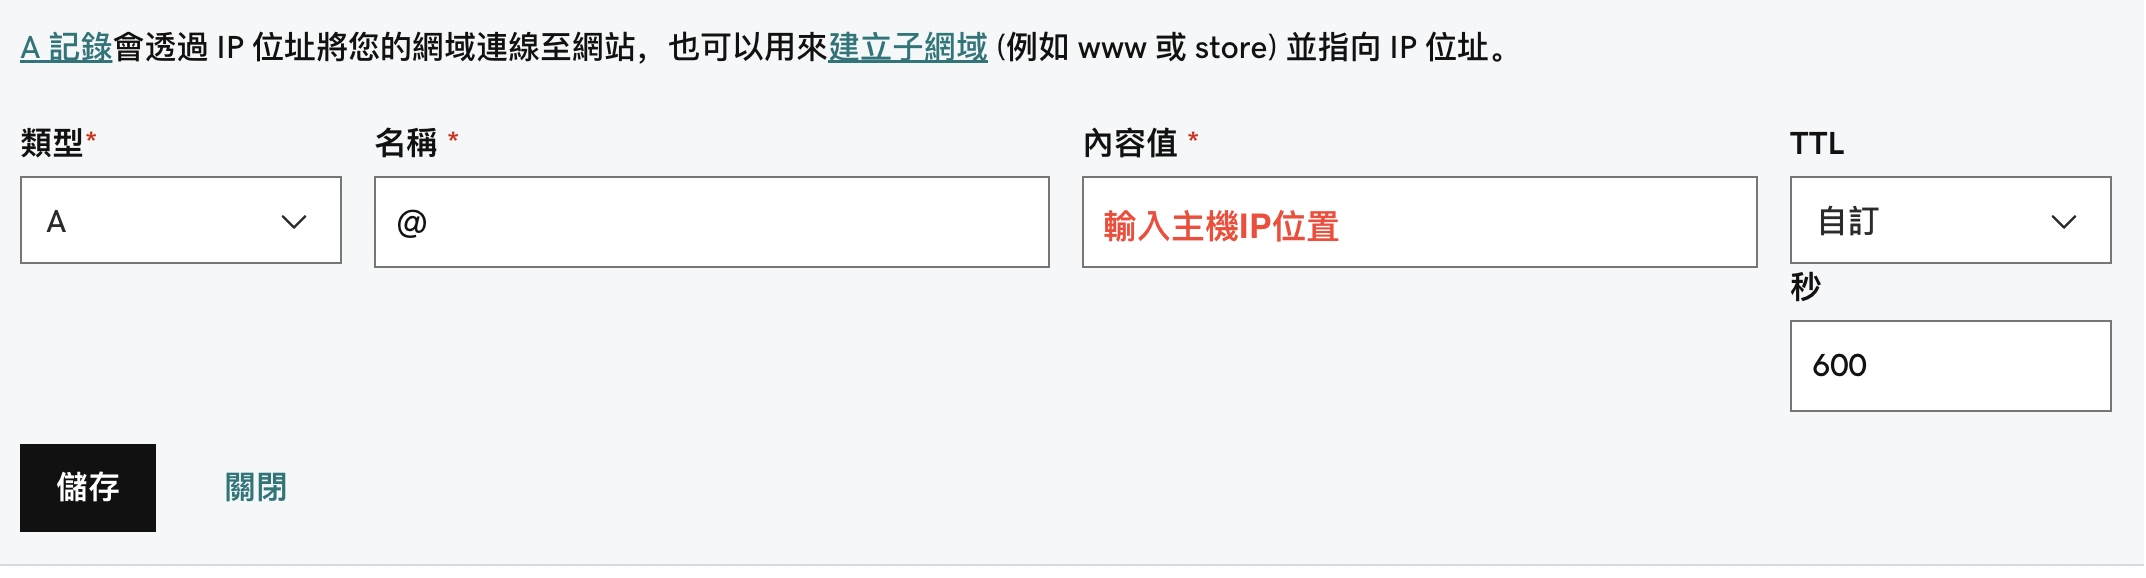 A 記錄會透過 IP 位址將您的網域連線至網站，也可以用來建立子網域 (例如 www 或 store) 並指向 IP 位址。
類型* 名稱 * 內容值 * TTL
A @ 輸入主機IP位置 自訂
秒
600
儲存 關閉